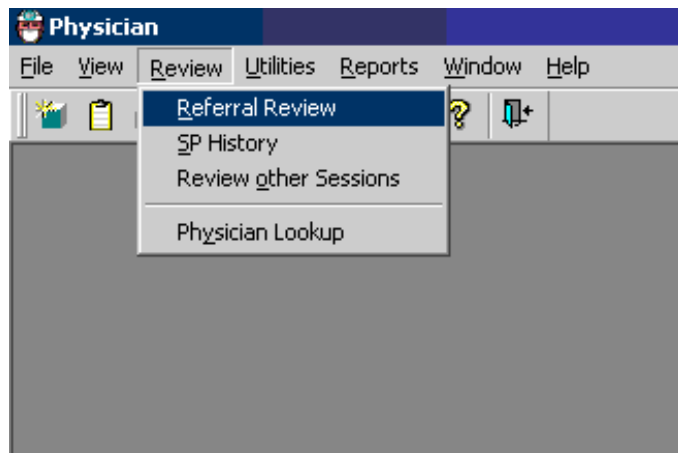 Physician
File View Review Utilities Reports Window Help
Referral Review
SP History
Review other Sessions
Physician Lookup